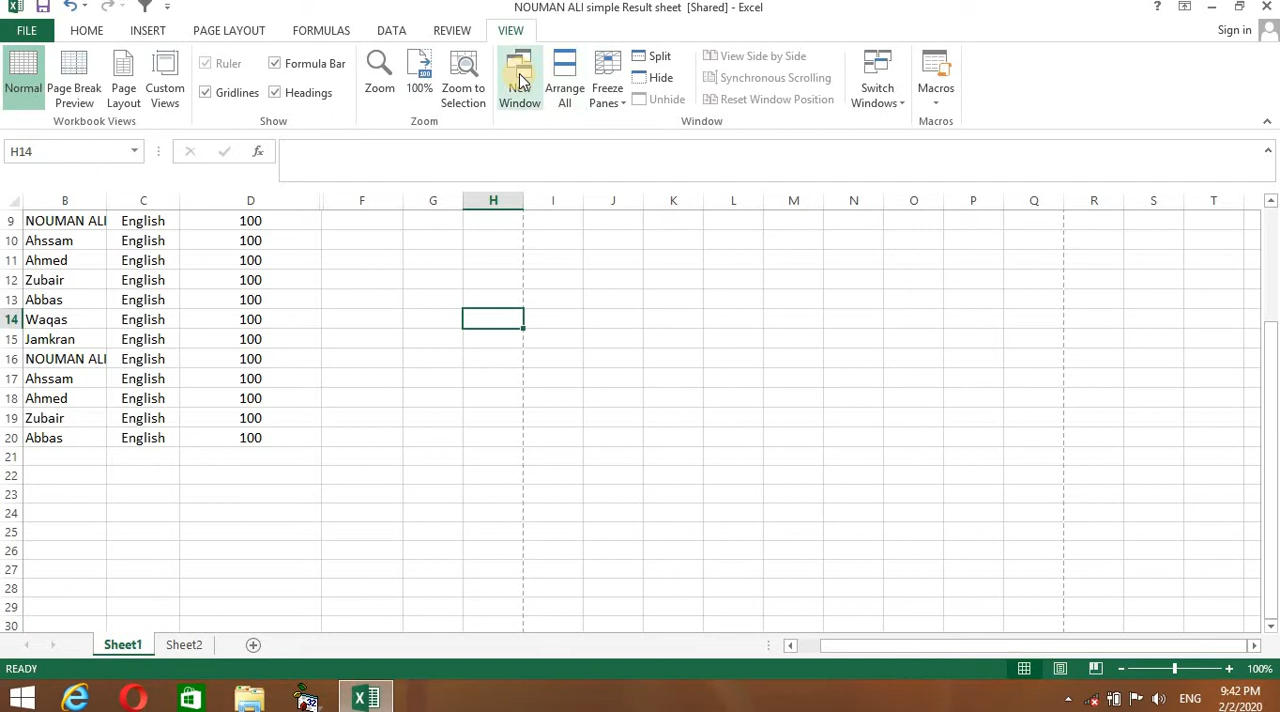 NOUMAN ALI simple Result sheet [Shared] - Excel
?
FILE HOME INSERT PAGE LAYOUT FORMULAS DATA REVIEW VIEW Sign in
Normal
Page Break
Preview
Page
Layout
Custom
Views
Workbook Views
Ruler Formula Bar
Gridlines Headings
Show
Zoom
100%
Zoom to
Selection
Zoom
New
Window
Arrange
All
Freeze
Panes
Split
Hide
Unhide
View Side by Side
Synchronous Scrolling
Reset Window Position
Window
Switch
Windows
Macros
Macros
H14 fx
B C D F G H I J K L M N O P Q R S T
9 NOUMAN ALI English 100
10 Ahssam English 100
11 Ahmed English 100
12 Zubair English 100
13 Abbas English 100
14 Waqas English 100
15 Jamkran English 100
16 NOUMAN ALI English 100
17 Ahssam English 100
18 Ahmed English 100
19 Zubair English 100
20 Abbas English 100
21
22
23
24
25
26
27
28
29
30
Sheet1 Sheet2
READY 100%
ENG 9:42 PM
2/2/2020